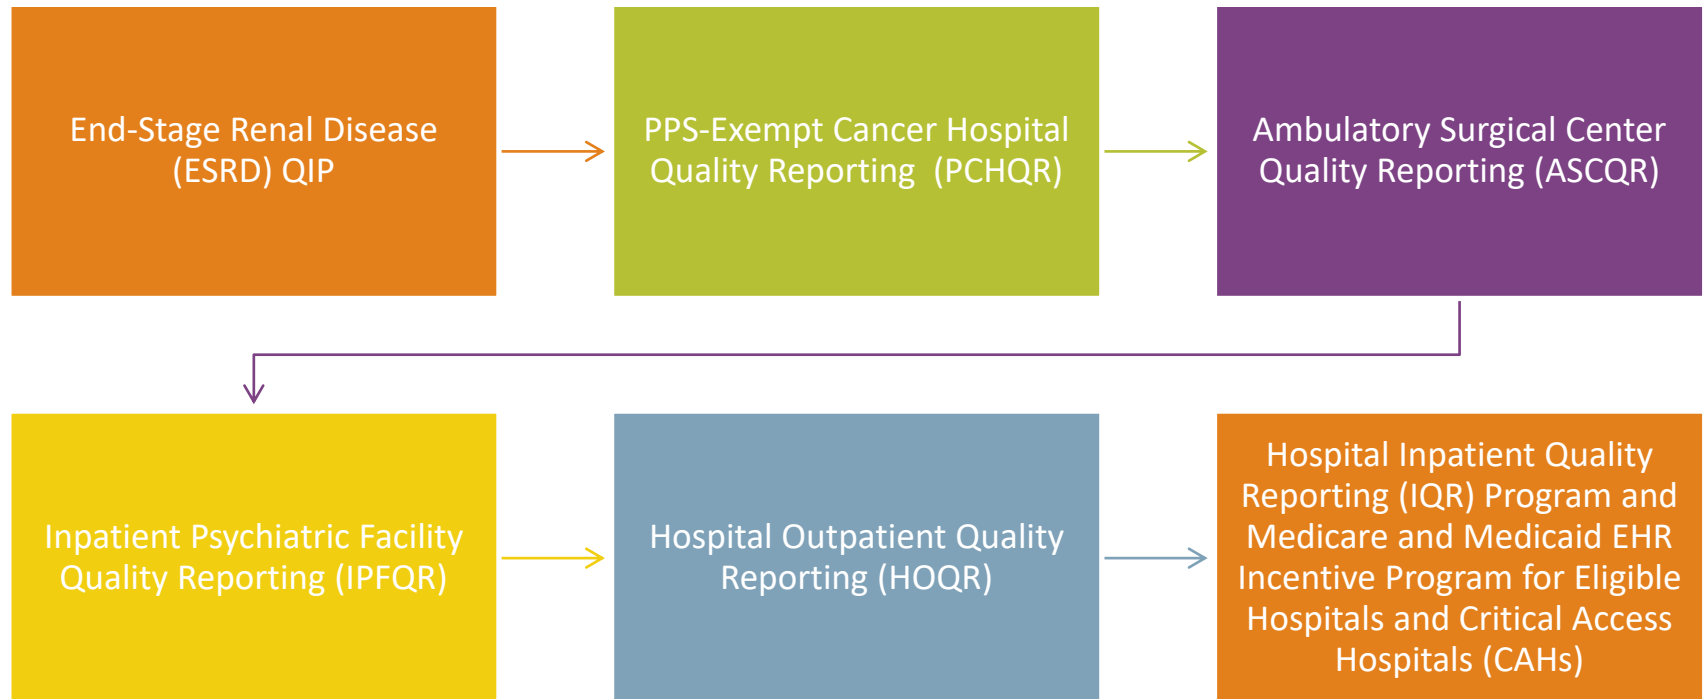 End-Stage Renal Disease
(ESRD) QIP
PPS-Exempt Cancer Hospital
Quality Reporting  (PCHQR)
Ambulatory Surgical Center
Quality Reporting (ASCQR)
Inpatient Psychiatric Facility
Quality Reporting (IPFQR)
Hospital Outpatient Quality
Reporting (HOQR)
Hospital Inpatient Quality
Reporting (IQR) Program and
Medicare and Medicaid EHR
Incentive Program for Eligible
Hospitals and Critical Access
Hospitals (CAHs)